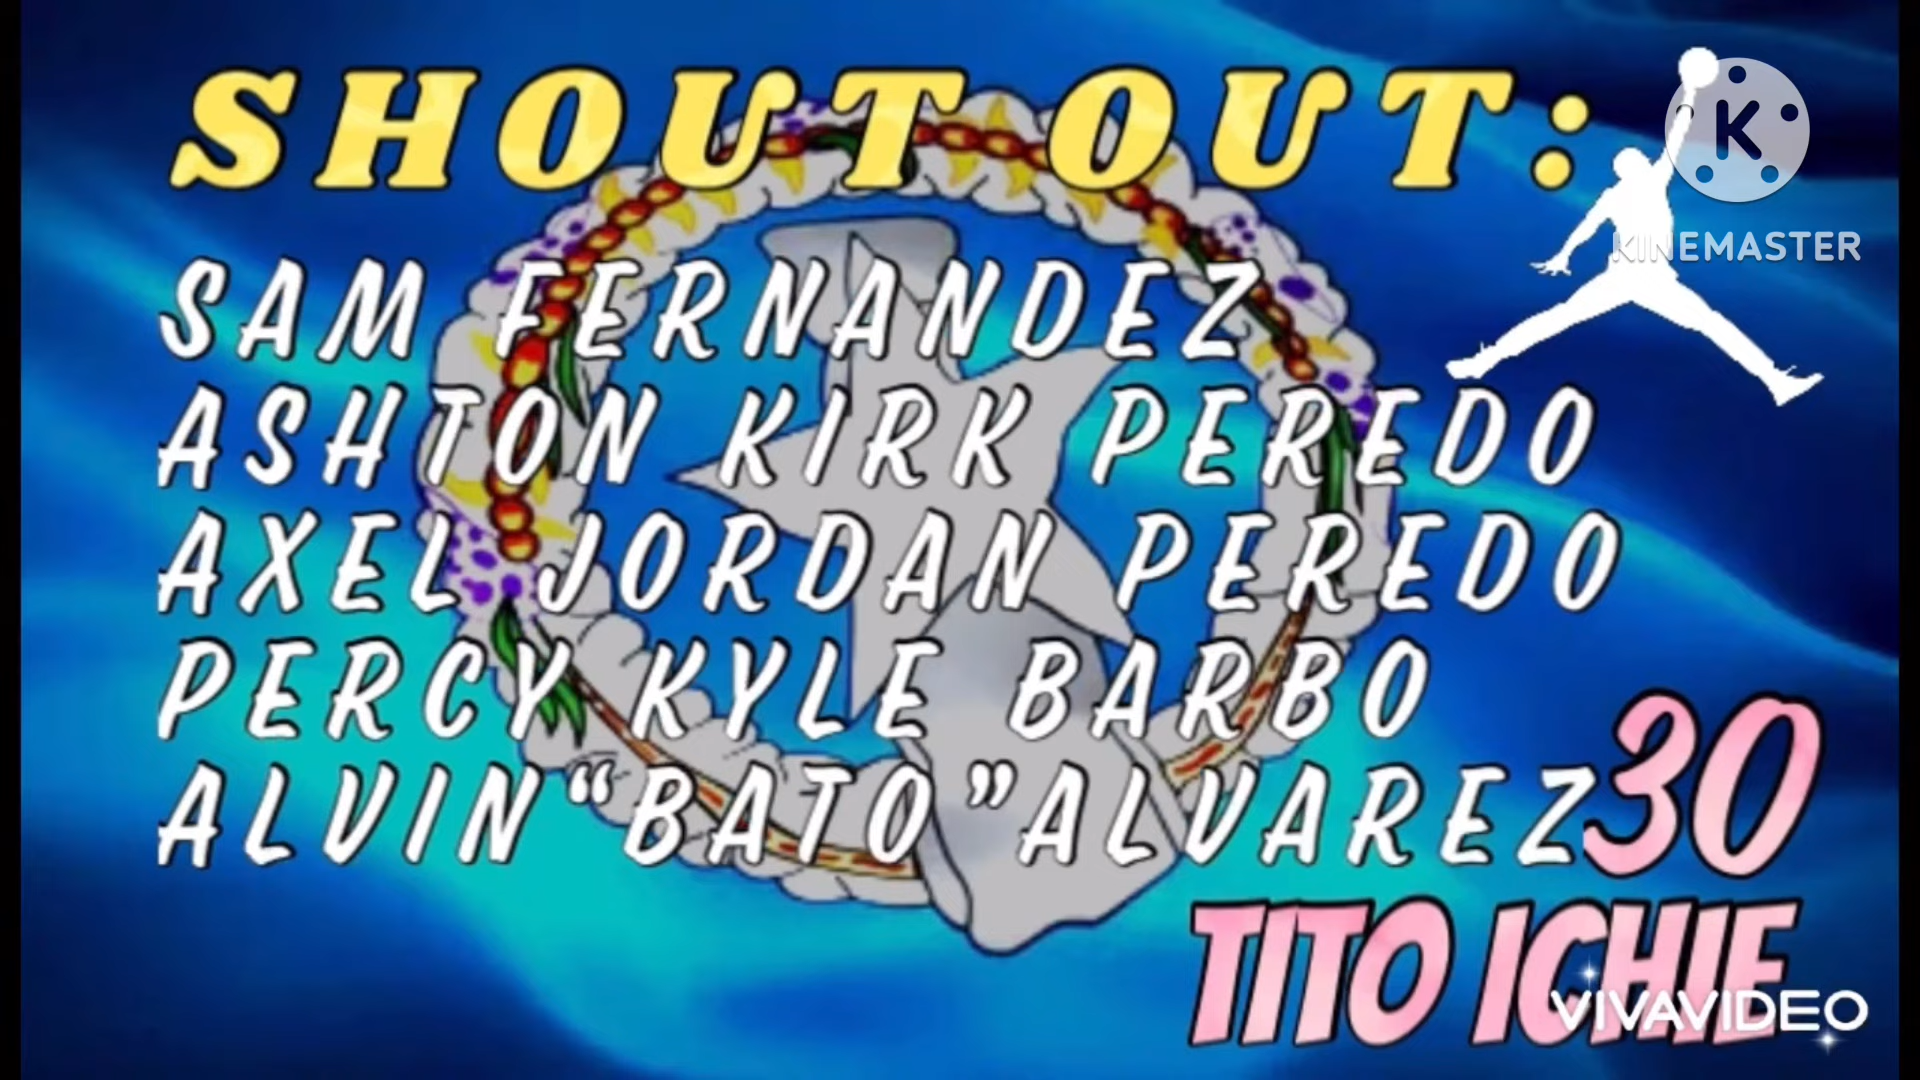 SHOUT OUT:
K
KINEMASTER
SAM FERNANDEZ
ASHTON KIRK PEREDO
AXEL JORDAN PEREDO
PERCY KYLE BARBO
ALVIN“BATO”ALVAREZ
30
TITO ICHIE
VIVAVIDEO